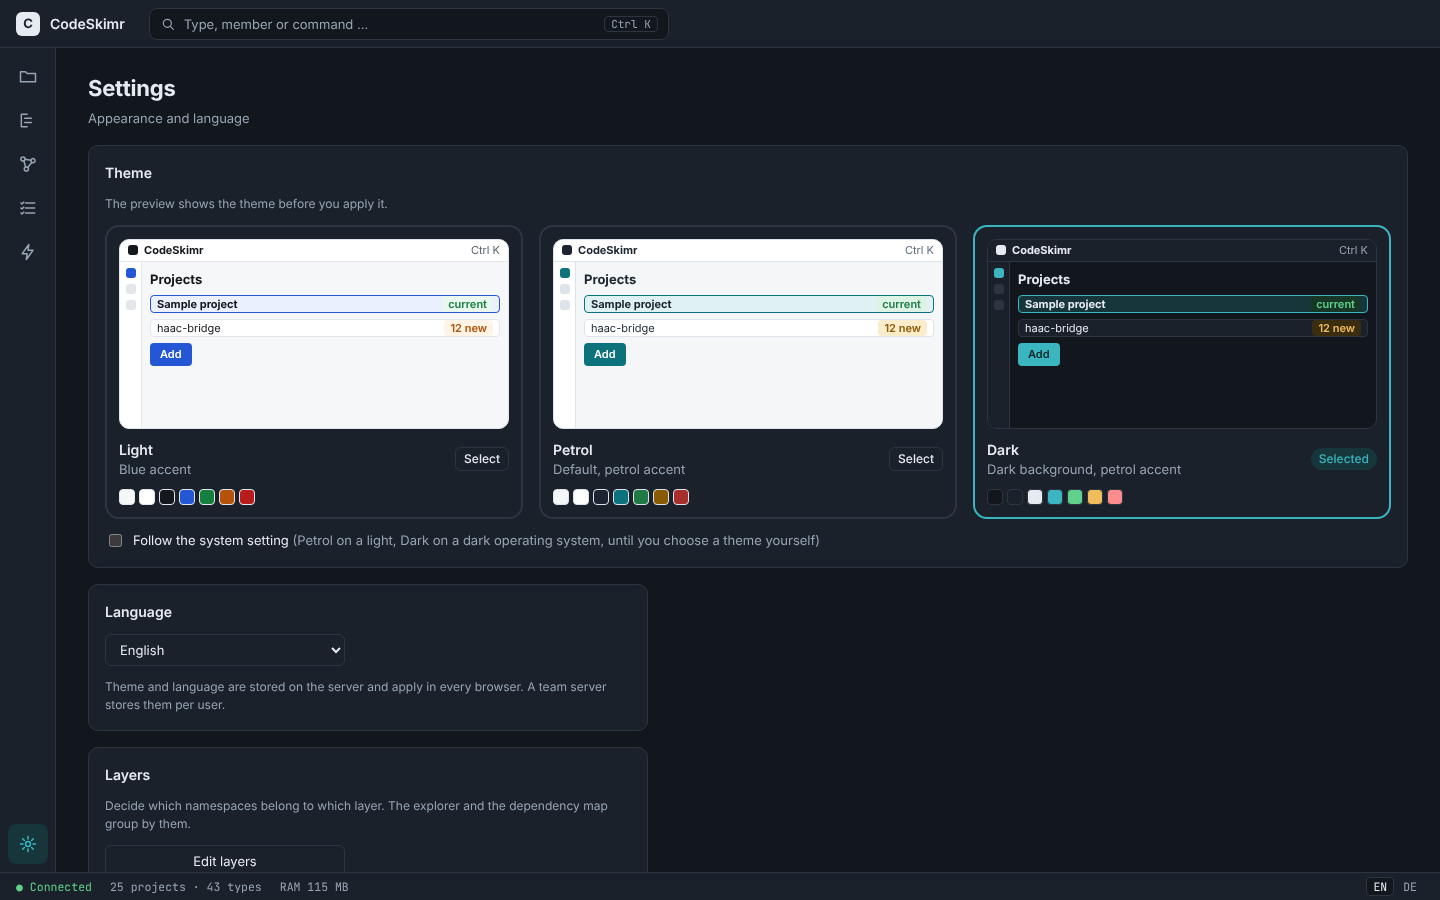 C CodeSkimr Type, member or command ... Ctrl K
Settings
Appearance and language
Theme
The preview shows the theme before you apply it.
CodeSkimr Ctrl K
Projects
Sample project current
haac-bridge 12 new
Add
Light
Blue accent
Select
CodeSkimr Ctrl K
Projects
Sample project current
haac-bridge 12 new
Add
Petrol
Default, petrol accent
Select
CodeSkimr Ctrl K
Projects
Sample project current
haac-bridge 12 new
Add
Dark
Dark background, petrol accent
Selected
Follow the system setting (Petrol on a light, Dark on a dark operating system, until you choose a theme yourself)
Language
English
Theme and language are stored on the server and apply in every browser. A team server
stores them per user.
Layers
Decide which namespaces belong to which layer. The explorer and the dependency map
group by them.
Edit layers
Connected 25 projects · 43 types RAM 115 MB EN DE